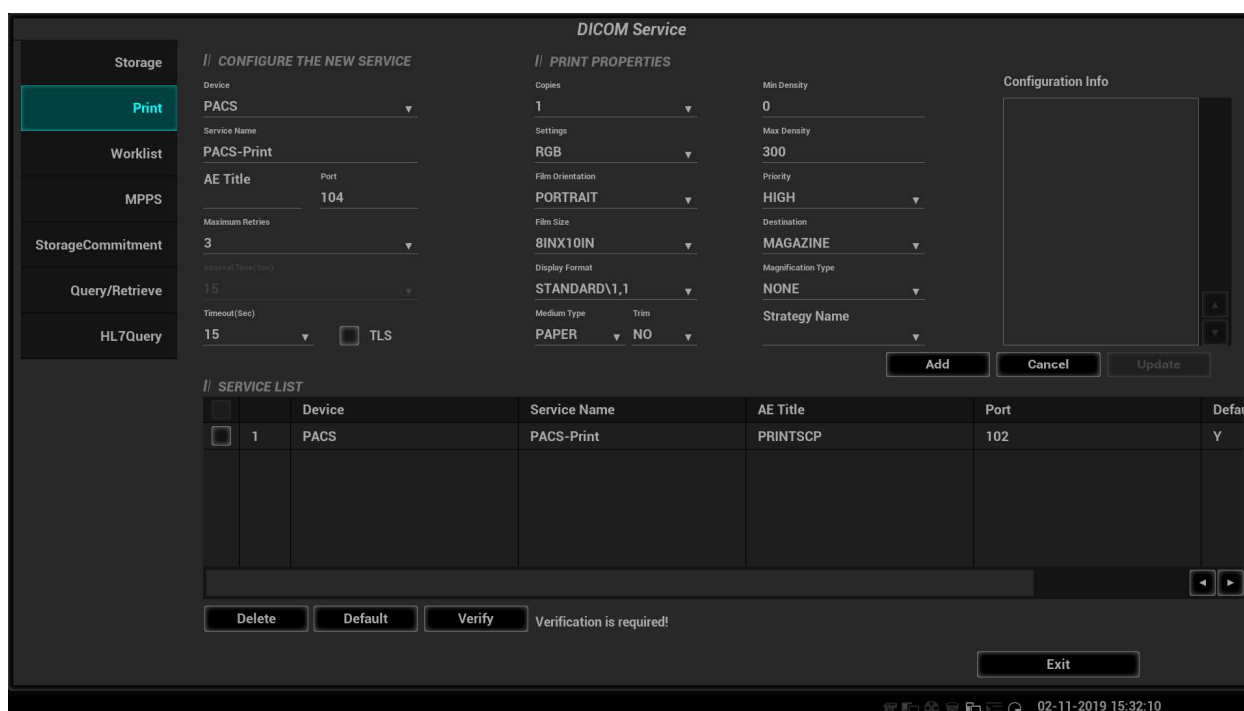 DICOM Service
Storage
Print
Worklist
MPPS
StorageCommitment
Query/Retrieve
HL7Query
// CONFIGURE THE NEW SERVICE
Device
PACS
Service Name
PACS-Print
AE Title
Port
104
Maximum Retries
3
Interval Time(Sec)
15
Timeout(Sec)
15
TLS
// PRINT PROPERTIES
Copies
1
Settings
RGB
Film Orientation
PORTRAIT
Film Size
8INX10IN
Display Format
STANDARD\1,1
Medium Type Trim
PAPER NO
Min Density
0
Max Density
300
Priority
HIGH
Destination
MAGAZINE
Magnification Type
NONE
Strategy Name
Configuration Info
Add Cancel Update
// SERVICE LIST
Device Service Name AE Title Port Defau
1 PACS PACS-Print PRINTSCP 102 Y
Delete Default Verify Verification is required!
Exit
02-11-2019 15:32:10